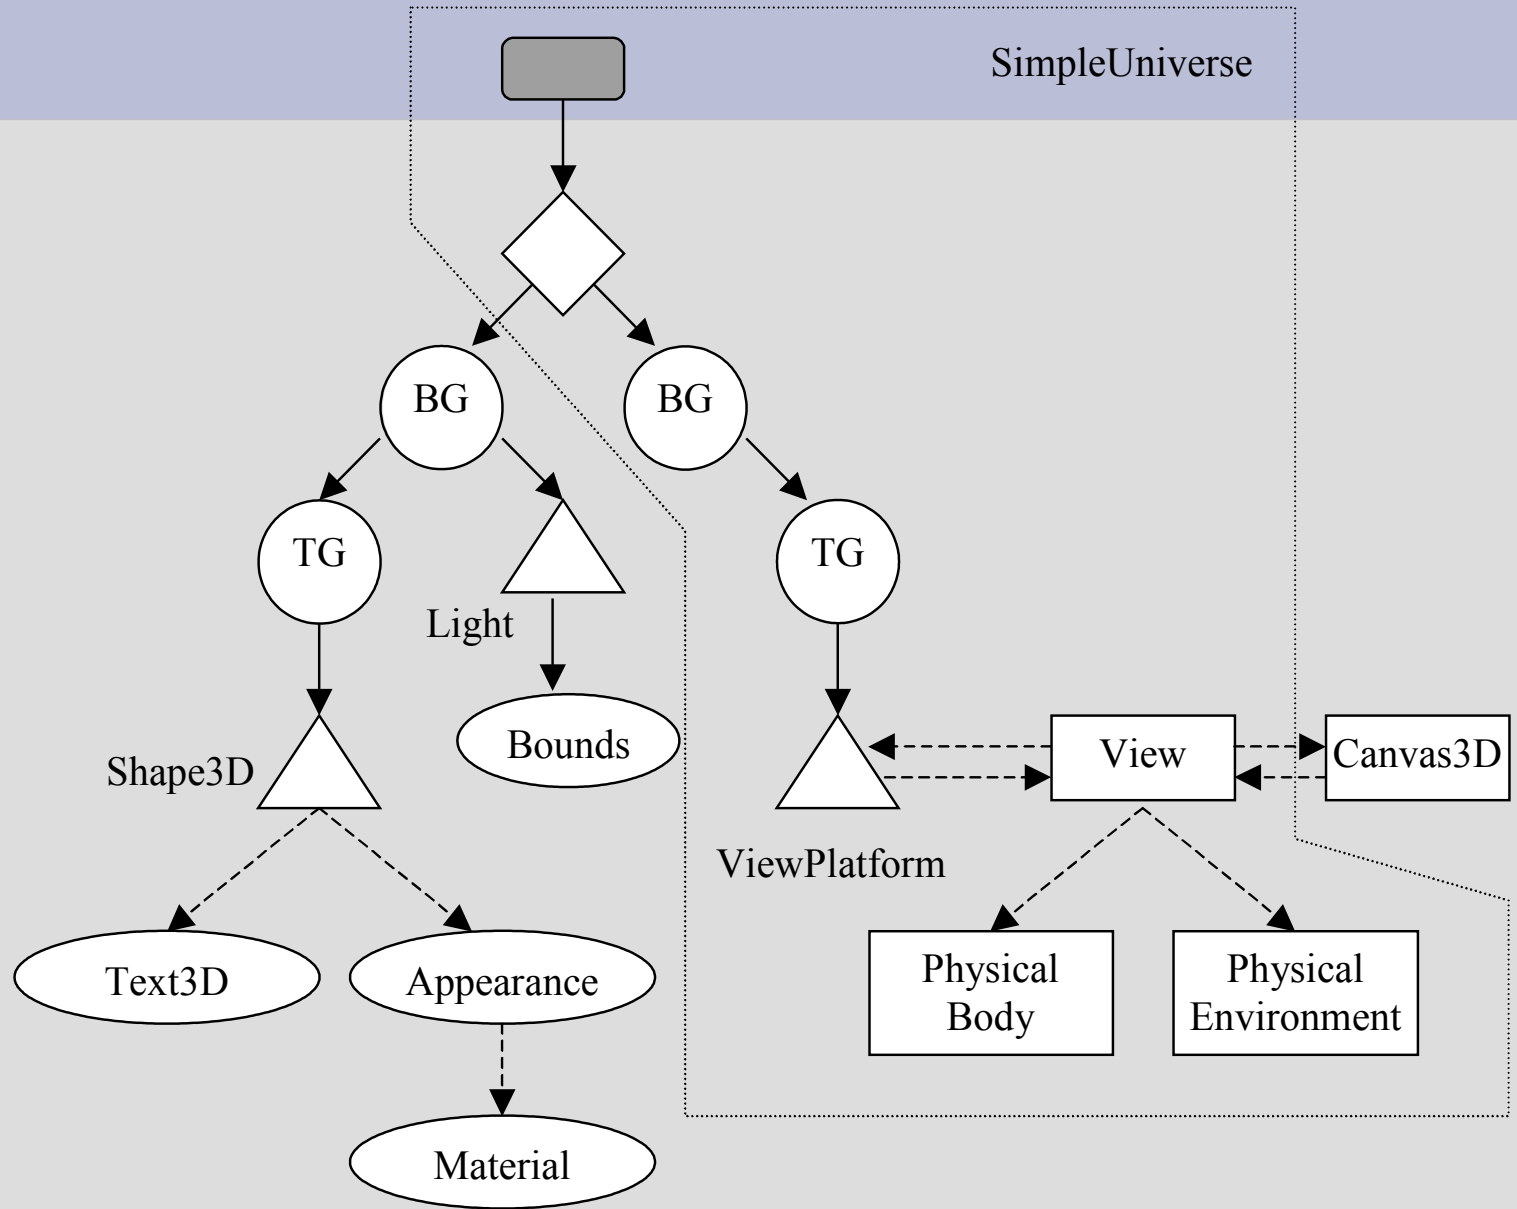 SimpleUniverse
BG
BG
TG
TG
Light
Bounds
Shape3D
View
Canvas3D
ViewPlatform
Text3D
Appearance
Physical
Body
Physical
Environment
Material